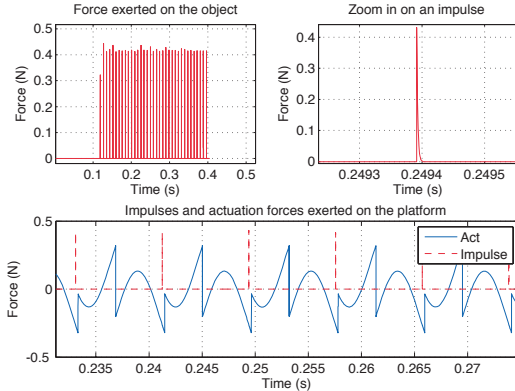 Force exerted on the object
0.5
0.4
0.3
0.2
0.1
0
Force (N)
0.1 0.2 0.3 0.4 0.5
Time (s)
Zoom in on an impulse
0.5
0.4
0.3
0.2
0.1
0
Force (N)
0.2493 0.2494 0.2495
Time (s)
Impulses and actuation forces exerted on the platform
0.5
0
-0.5
Force (N)
Act
Impulse
0.235 0.24 0.245 0.25 0.255 0.26 0.265 0.27
Time (s)